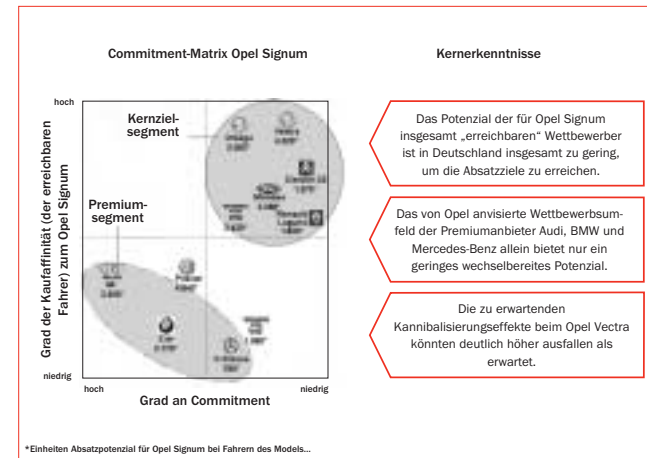 Commitment-Matrix Opel Signum
Kernerkenntnisse
Grad der Kaufaffinität (der erreichbaren
Fahrer) zum Opel Signum
hoch
niedrig
Kernziel-
segment
Premium-
segment
hoch
niedrig
Grad an Commitment
Das Potenzial der für Opel Signum
insgesamt „erreichbaren“ Wettbewerber
ist in Deutschland insgesamt zu gering,
um die Absatzziele zu erreichen.
Das von Opel anvisierte Wettbewerbsum-
feld der Premiumanbieter Audi, BMW und
Mercedes-Benz allein bietet nur ein
geringes wechselbereites Potenzial.
Die zu erwartenden
Kannibalisierungseffekte beim Opel Vectra
könnten deutlich höher ausfallen als
erwartet.
*Einheiten Absatzpotenzial für Opel Signum bei Fahrern des Models...